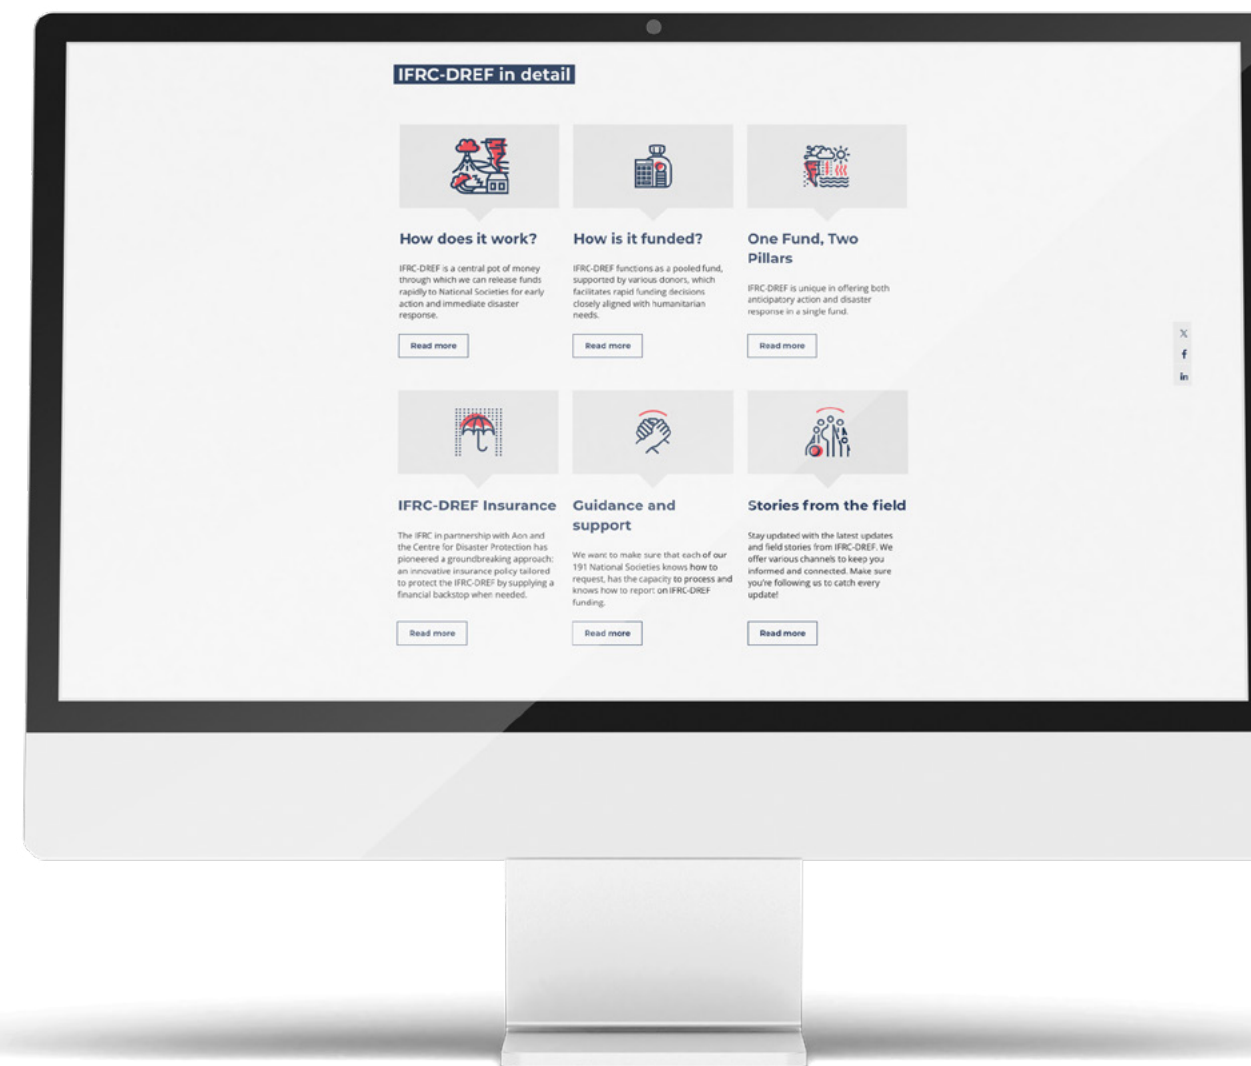 IFRC-DREF in detail
How does it work?
IFRC-DREF is a central pot of money
through which we can release funds
rapidly to National Societies for early
action and immediate disaster
response.
Read more
How is it funded?
IFRC-DREF functions as a pooled fund,
supported by various donors, which
facilitates rapid funding decisions
closely aligned with humanitarian
needs.
Read more
One Fund, Two
Pillars
IFRC-DREF is unique in offering both
anticipatory action and disaster
response in a single fund.
Read more
X
f
in
IFRC-DREF Insurance
The IFRC in partnership with Aon and
the Centre for Disaster Protection has
pioneered a groundbreaking approach:
an innovative insurance policy tailored
to protect the IFRC-DREF by supplying a
financial backstop when needed.
Read more
Guidance and
support
We want to make sure that each of our
191 National Societies knows how to
request, has the capacity to process and
knows how to report on IFRC-DREF
funding.
Read more
Stories from the field
Stay updated with the latest updates
and field stories from IFRC-DREF. We
offer various channels to keep you
informed and connected. Make sure
you're following us to catch every
update!
Read more